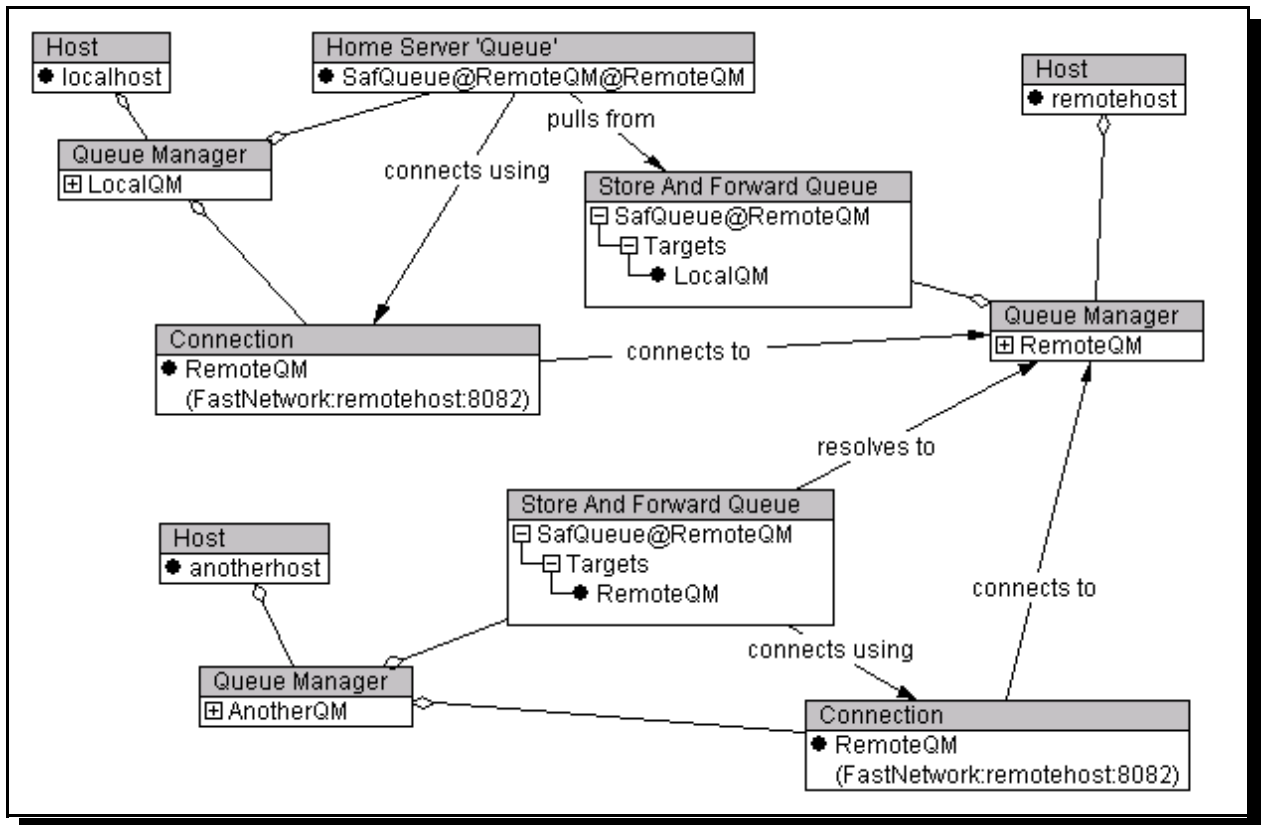 Host
localhost
Home Server 'Queue'
SafQueue@RemoteQM@RemoteQM
Host
remotehost
pulls from
Queue Manager
LocalQM
connects using
Store And Forward Queue
SafQueue@RemoteQM
Targets
LocalQM
Queue Manager
RemoteQM
Connection
RemoteQM
(FastNetwork:remotehost:8082)
connects to
resolves to
Store And Forward Queue
SafQueue@RemoteQM
Targets
RemoteQM
Host
anotherhost
connects to
connects using
Queue Manager
AnotherQM
Connection
RemoteQM
(FastNetwork:remotehost:8082)